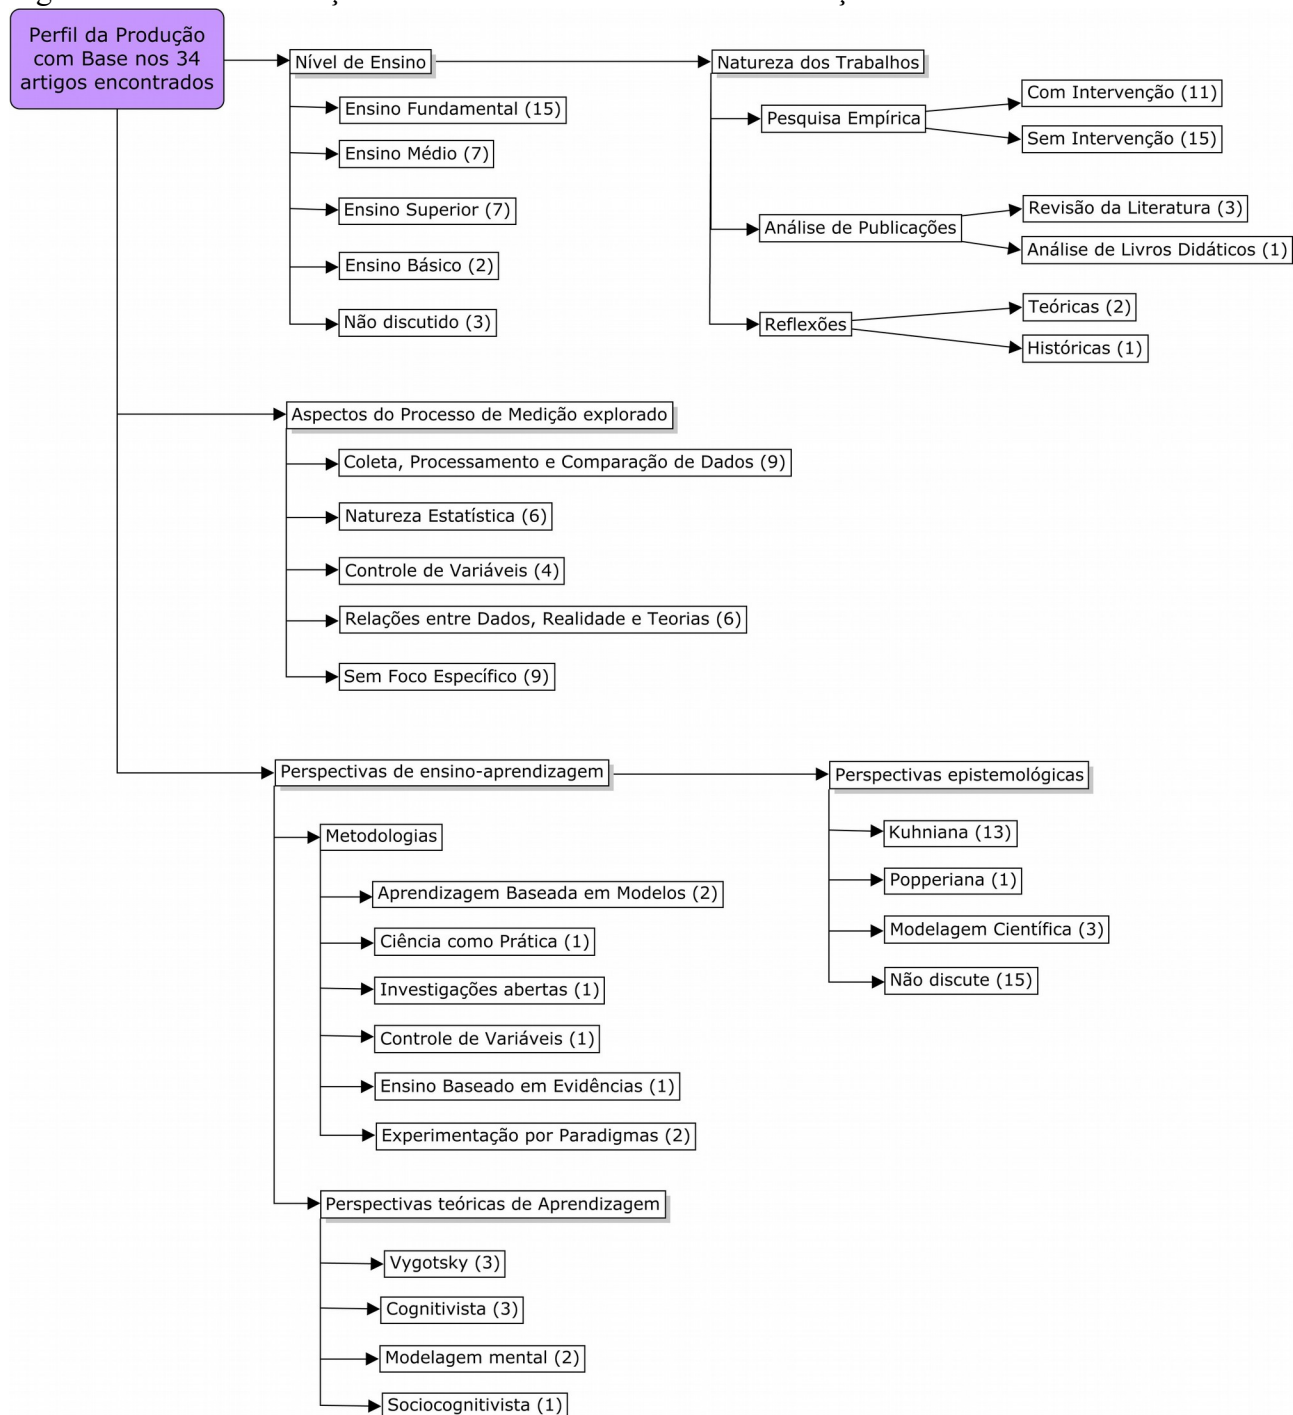 Perfil da Produção
com Base nos 34
artigos encontrados
Nível de Ensino
Ensino Fundamental (15)
Ensino Médio (7)
Ensino Superior (7)
Ensino Básico (2)
Não discutido (3)
Natureza dos Trabalhos
Pesquisa Empírica
Com Intervenção (11)
Sem Intervenção (15)
Análise de Publicações
Revisão da Literatura (3)
Análise de Livros Didáticos (1)
Reflexões
Teóricas (2)
Históricas (1)
Aspectos do Processo de Medição explorado
Coleta, Processamento e Comparação de Dados (9)
Natureza Estatística (6)
Controle de Variáveis (4)
Relações entre Dados, Realidade e Teorias (6)
Sem Foco Específico (9)
Perspectivas de ensino-aprendizagem
Metodologias
Aprendizagem Baseada em Modelos (2)
Ciência como Prática (1)
Investigações abertas (1)
Controle de Variáveis (1)
Ensino Baseado em Evidências (1)
Experimentação por Paradigmas (2)
Perspectivas teóricas de Aprendizagem
Vygotsky (3)
Cognitivista (3)
Modelagem mental (2)
Sociocognitivista (1)
Perspectivas epistemológicas
Kuhniana (13)
Popperiana (1)
Modelagem Científica (3)
Não discute (15)